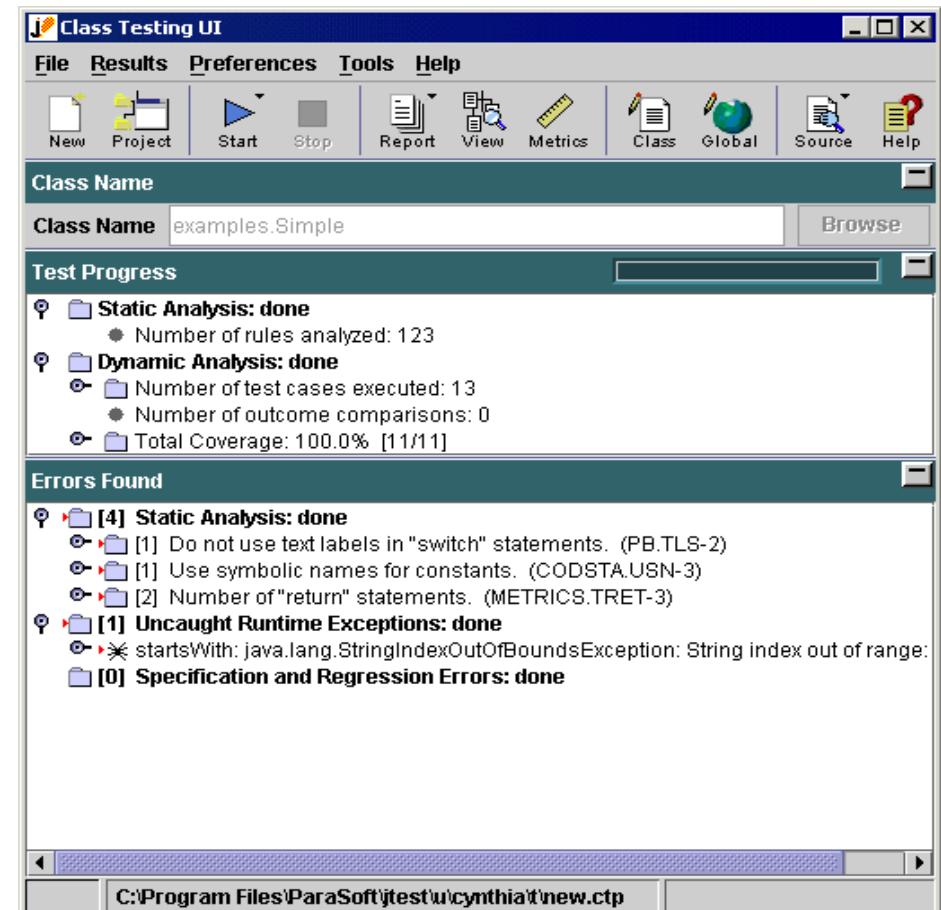 Class Testing UI
File Results Preferences Tools Help
New Project Start Stop Report View Metrics Class Global Source Help
Class Name
Class Name examples.Simple Browse
Test Progress
Static Analysis: done
Number of rules analyzed: 123
Dynamic Analysis: done
Number of test cases executed: 13
Number of outcome comparisons: 0
Total Coverage: 100.0% [11/11]
Errors Found
[4] Static Analysis: done
[1] Do not use text labels in "switch" statements. (PB.TLS-2)
[1] Use symbolic names for constants. (CODSTA.USN-3)
[2] Number of "return" statements. (METRICS.TRET-3)
[1] Uncaught Runtime Exceptions: done
startsWith: java.lang.StringIndexOutOfBoundsException: String index out of range:
[0] Specification and Regression Errors: done
C:\Program Files\ParaSoft\jtest\u\cynthia\t\new.ctp